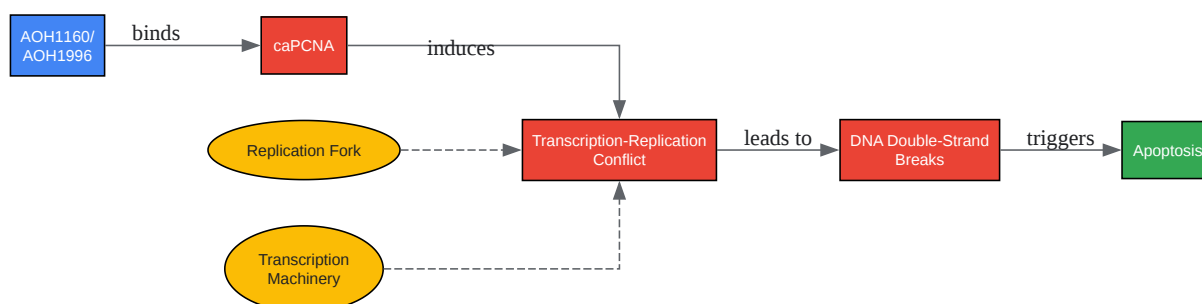 AOH1160/
AOH1996
binds
caPCNA
induces
Replication Fork
Transcription-Replication
Conflict
leads to
DNA Double-Strand
Breaks
triggers
Apoptosis
Transcription
Machinery